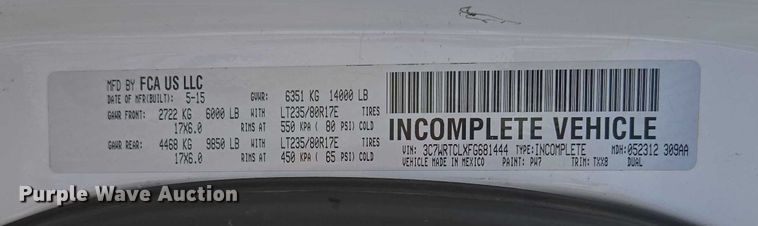 MFD BY FCA US LLC
DATE OF MFR(BUILT): 5-15 GVWR: 6351 KG 14000 LB
GAWR FRONT: 2722 KG 6000 LB WITH LT235/80R17E TIRES
17X6.0 RIMS AT 550 KPA ( 80 PSI) COLD
GAWR REAR: 4468 KG 9850 LB WITH LT235/80R17E TIRES
17X6.0 RIMS AT 450 KPA ( 65 PSI) COLD
INCOMPLETE VEHICLE
VIN: 3C7WRTCLXFG681444 TYPE: INCOMPLETE MDH: 052312 309AA
MADE IN MEXICO PAINT: PW7 TRIM: TXX8 DUAL
Purple Wave Auction